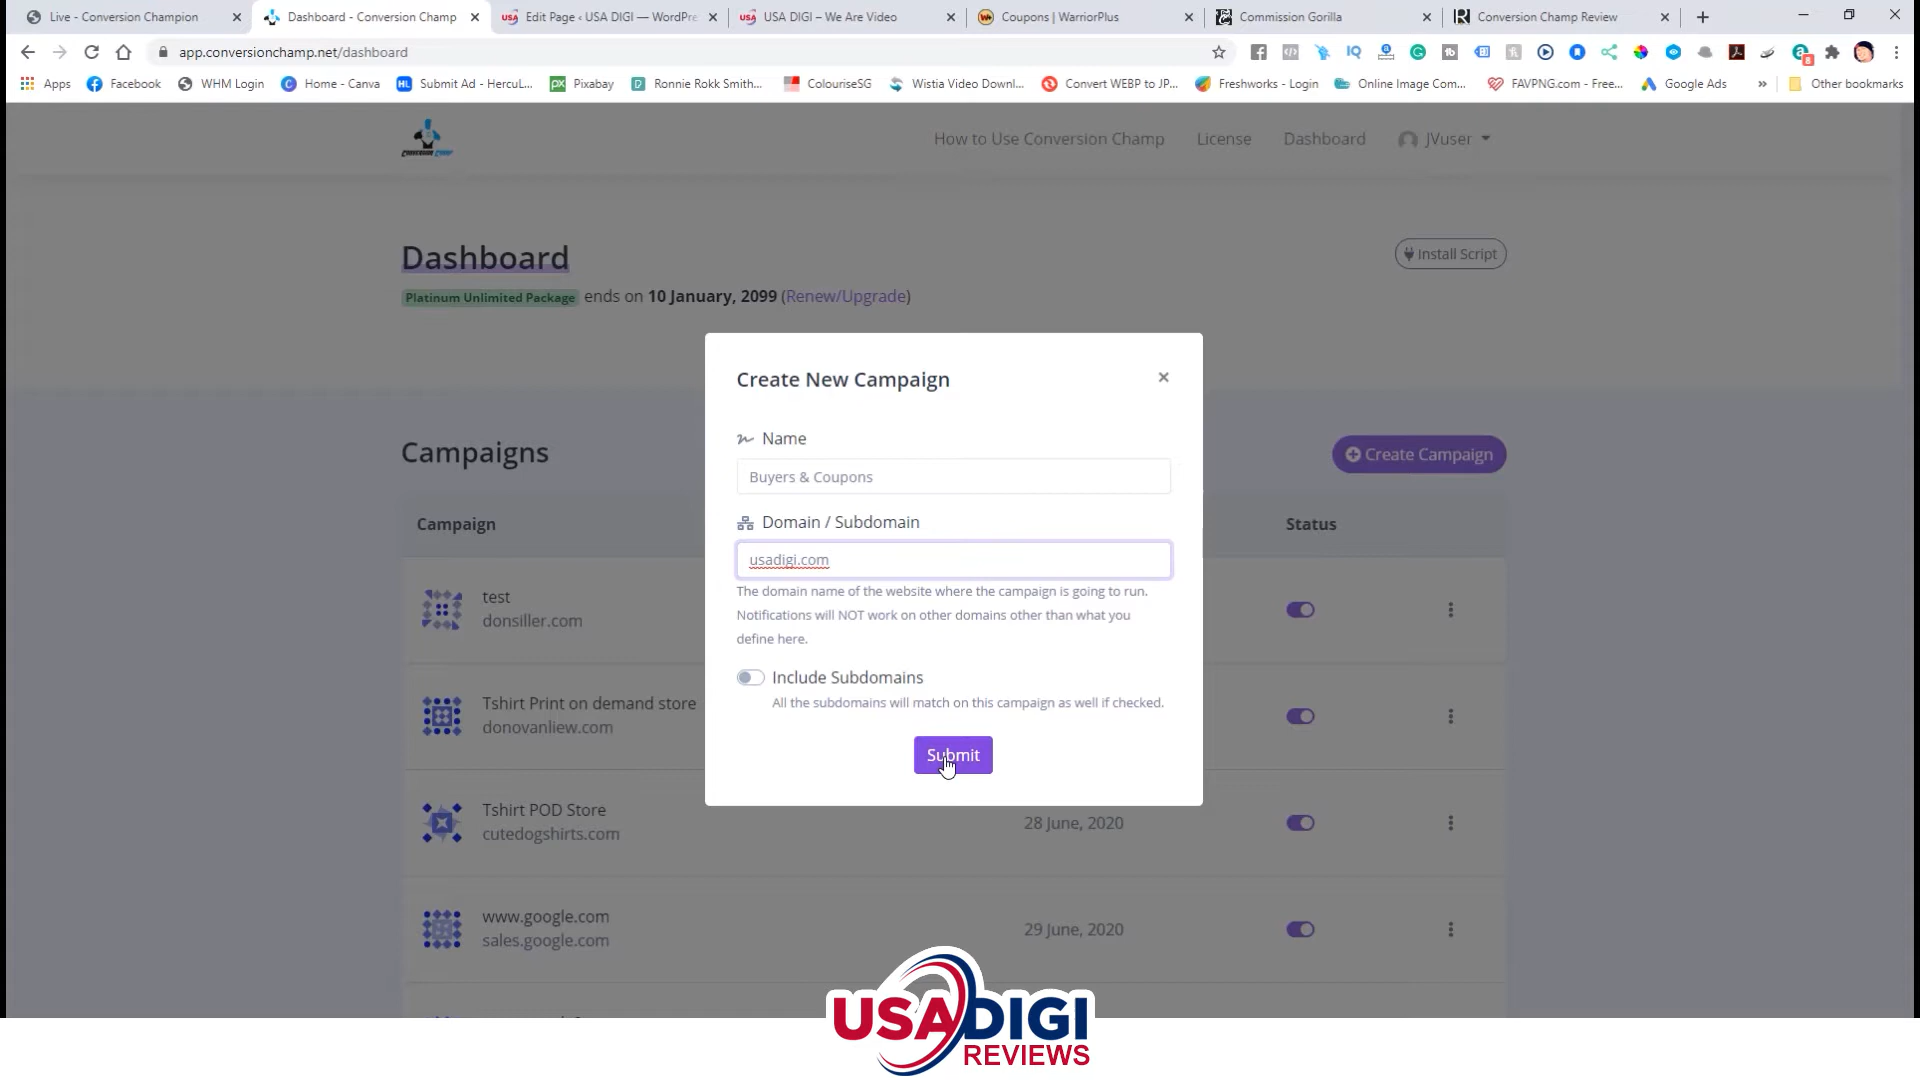 Live - Conversion Champion
Dashboard - Conversion Champ
Edit Page ‹ USA DIGI — WordPre
USA DIGI – We Are Video
Coupons | WarriorPlus
Commission Gorilla
Conversion Champ Review
app.conversionchamp.net/dashboard
Apps
Facebook
WHM Login
Home - Canva
Submit Ad - HercuL...
Pixabay
Ronnie Rokk Smith...
ColouriseSG
Wistia Video Downl...
Convert WEBP to JP...
Freshworks - Login
Online Image Com...
FAVPNG.com - Free...
Google Ads
Other bookmarks
CONVERSION CHAMP
How to Use Conversion Champ
License
Dashboard
JVuser
Dashboard
Install Script
Platinum Unlimited Package ends on 10 January, 2099 (Renew/Upgrade)
Create New Campaign
Name
Buyers & Coupons
Domain / Subdomain
usadigi.com
The domain name of the website where the campaign is going to run.
Notifications will NOT work on other domains other than what you
define here.
Include Subdomains
All the subdomains will match on this campaign as well if checked.
Submit
Campaigns
Create Campaign
Campaign
Status
test
donsiller.com
Tshirt Print on demand store
donovanliew.com
Tshirt POD Store
cutedogshirts.com
28 June, 2020
www.google.com
sales.google.com
29 June, 2020
USADIGI
REVIEWS